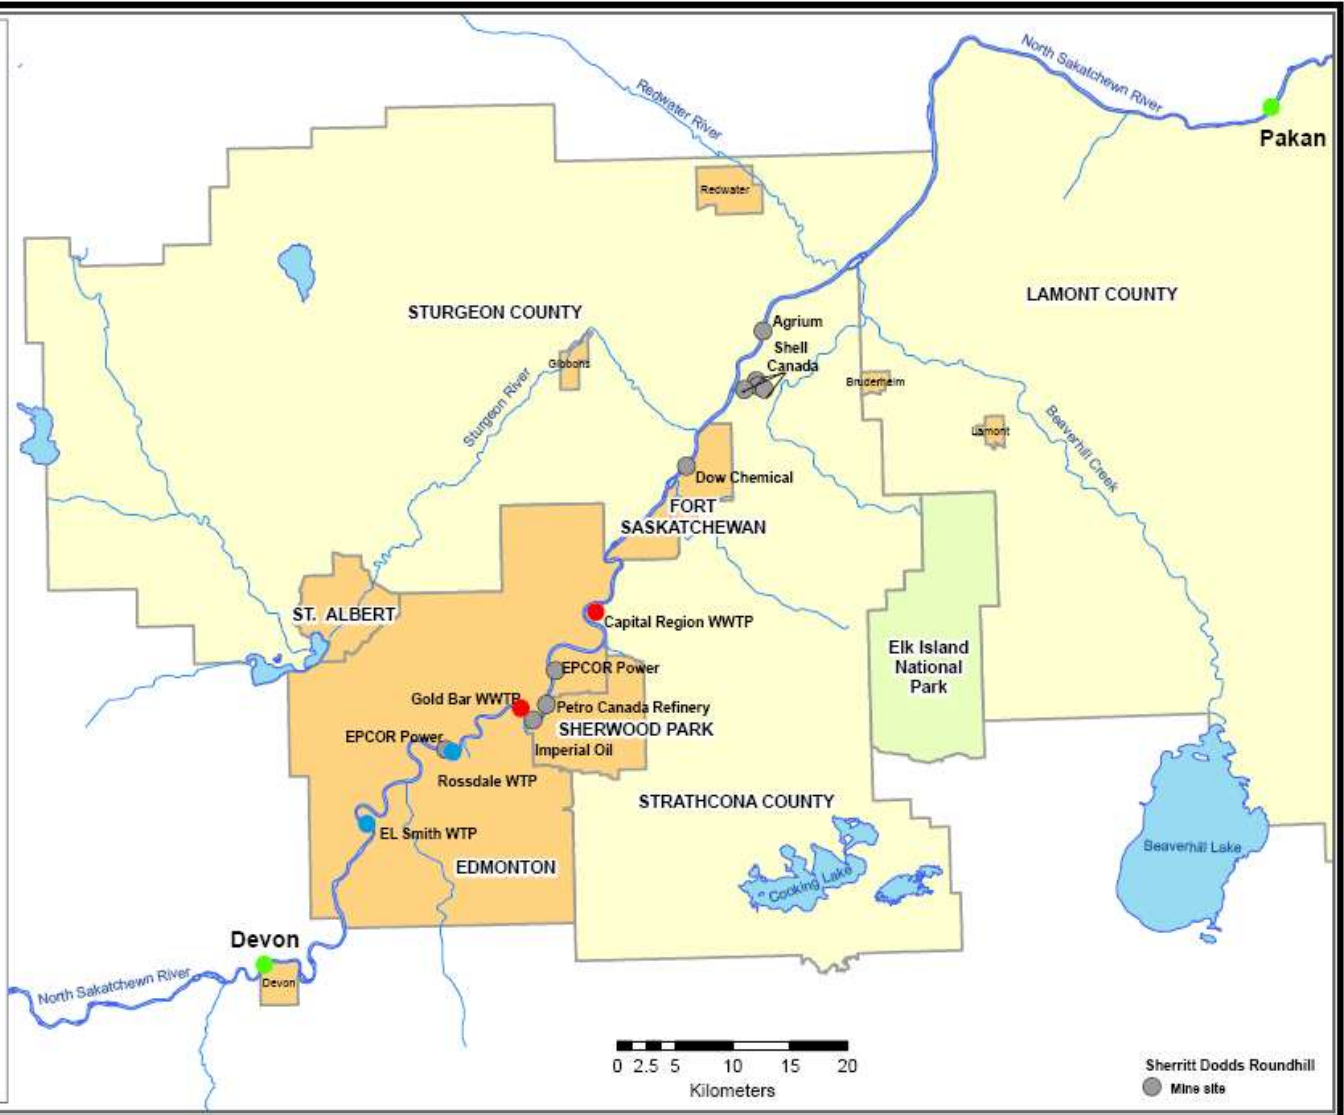 North Sakatchewn River
Redwater River
Pakan
Redwater
LAMONT COUNTY
STURGEON COUNTY
Agrium
Shell
Canada
Gibbons
Bruderheim
Sturgeon River
Beaverhill Creek
Lamont
Dow Chemical
FORT
SASKATCHEWAN
ST. ALBERT
Capital Region WWTP
Elk Island
National
Park
EPCOR Power
Gold Bar WWTP
Petro Canada Refinery
SHERWOOD PARK
EPCOR Power
Imperial Oil
Rossdale WTP
STRATHCONA COUNTY
EL Smith WTP
Beaverhill Lake
EDMONTON
Cooking Lake
Devon
Devon
North Sakatchewn River
0 2.5 5 10 15 20
Kilometers
Sherritt Dodds Roundhill
Mine site